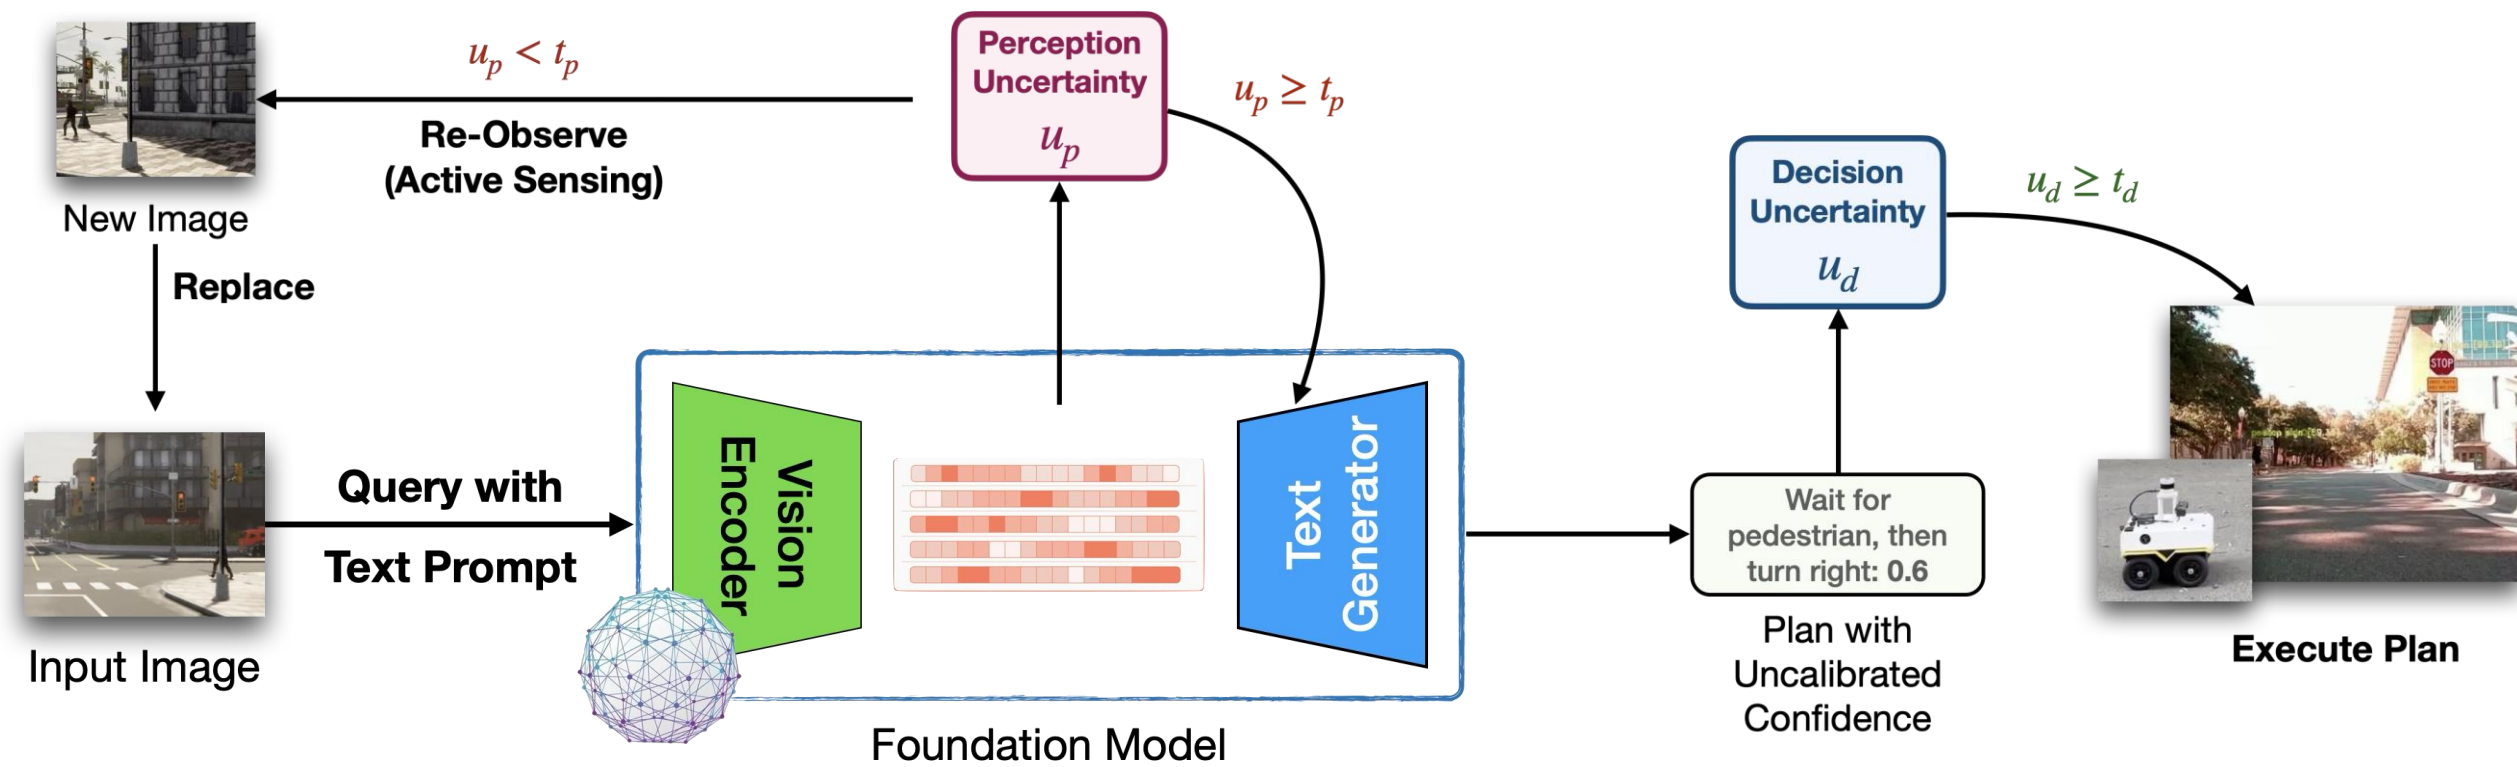 u_p < t_p
Re-Observe
(Active Sensing)
New Image
Replace
Perception
Uncertainty
u_p
u_p ≥ t_p
Decision
Uncertainty
u_d
u_d ≥ t_d
Input Image
Query with
Text Prompt
Vision
Encoder
Text
Generator
Foundation Model
Wait for
pedestrian, then
turn right: 0.6
Plan with
Uncalibrated
Confidence
STOP
Execute Plan